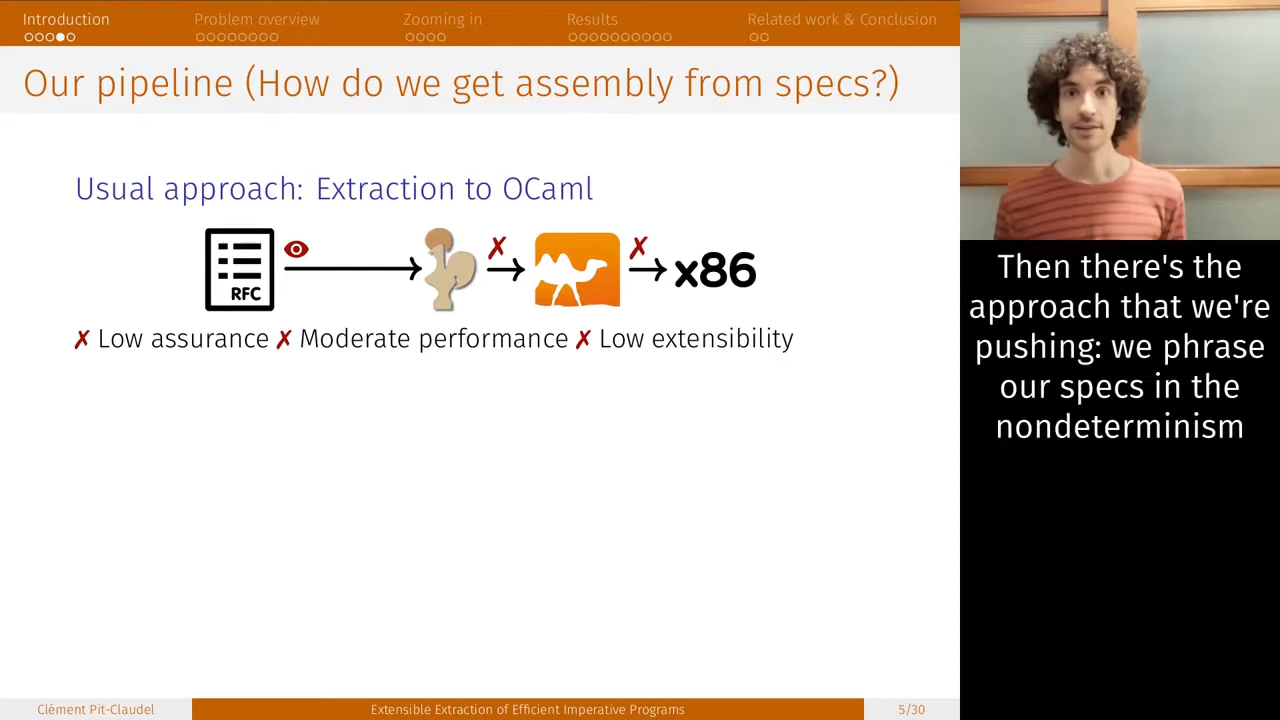 Introduction
Problem overview
Zooming in
Results
Related work & Conclusion
Our pipeline (How do we get assembly from specs?)
Usual approach: Extraction to OCaml
RFC
✗
✗
x86
✗ Low assurance ✗ Moderate performance ✗ Low extensibility
Then there's the
approach that we're
pushing: we phrase
our specs in the
nondeterminism
Clément Pit-Claudel
Extensible Extraction of Efficient Imperative Programs
5/30